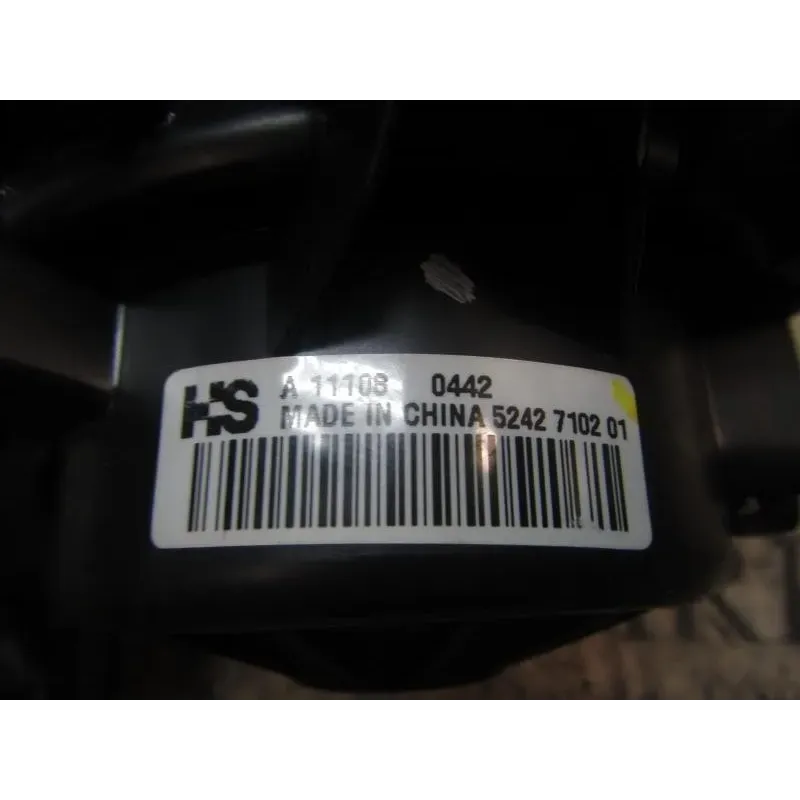 HS A 11108 0442
MADE IN CHINA 5242 7102 01